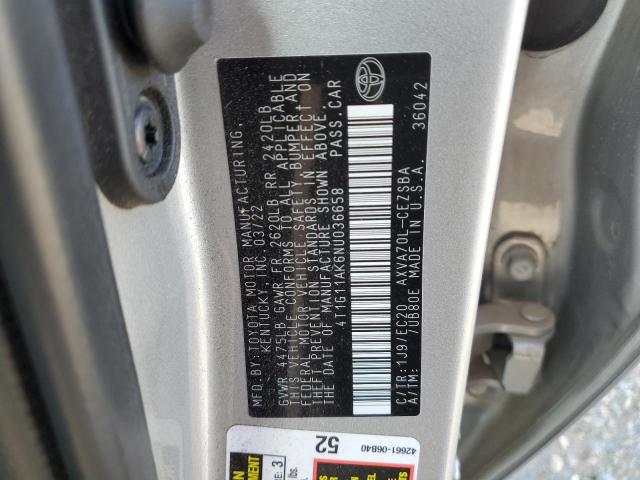 MFD.BY:TOYOTA MOTOR MANUFACTURING,
KENTUCKY, INC. 03/22
GVWR 4475LB GAWR FR 2620LB RR 2420LB
THIS VEHICLE CONFORMS TO ALL APPLICABLE
FEDERAL MOTOR VEHICLE SAFETY, BUMPER, AND
THEFT PREVENTION STANDARDS IN EFFECT ON
THE DATE OF MANUFACTURE SHOWN ABOVE.
4T1G11AK6NU036658 PASS.CAR
C/TR: 1J9/EC20 AXVA70L-CEZSBA
A/TM: 7UB80E MADE IN U.S.A. 36042
52
42661-06B40